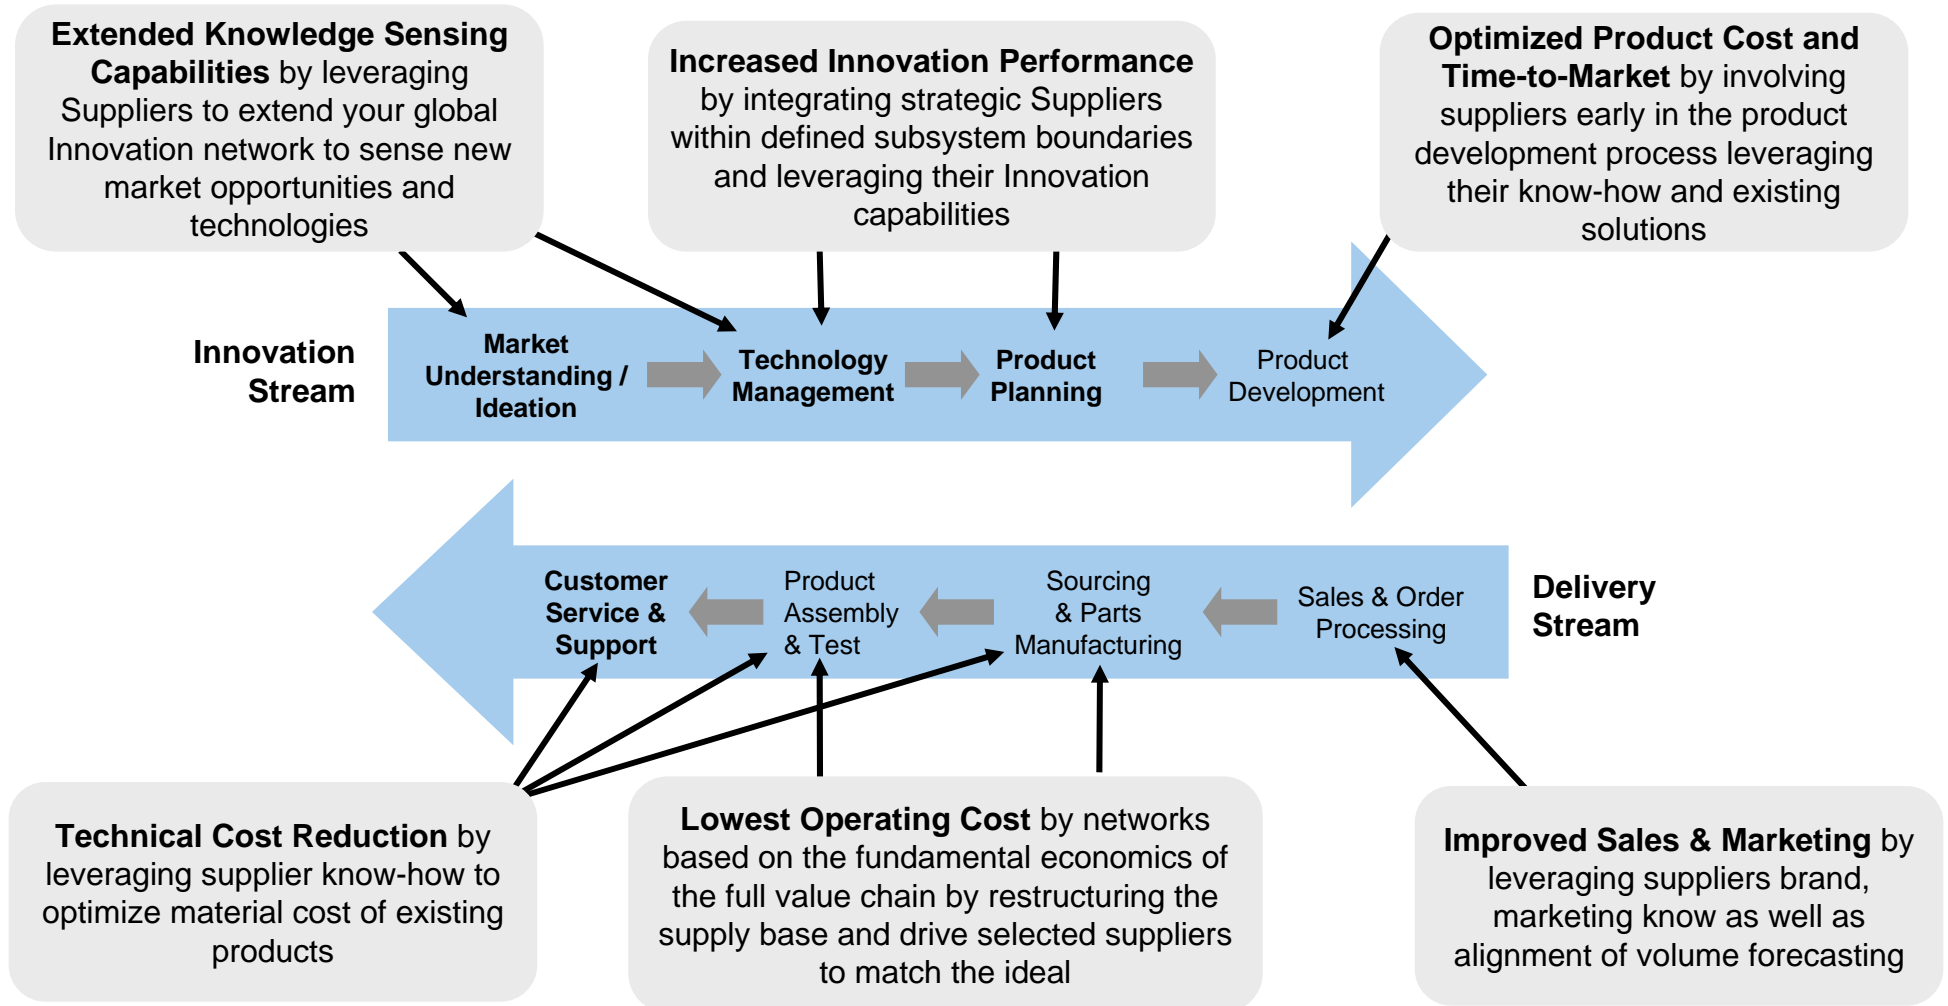 Extended Knowledge Sensing
Capabilities by leveraging
Suppliers to extend your global
Innovation network to sense new
market opportunities and
technologies
Increased Innovation Performance
by integrating strategic Suppliers
within defined subsystem boundaries
and leveraging their Innovation
capabilities
Optimized Product Cost and
Time-to-Market by involving
suppliers early in the product
development process leveraging
their know-how and existing
solutions
Innovation
Stream
Market
Understanding /
Ideation
Technology
Management
Product
Planning
Product
Development
Customer
Service &
Support
Product
Assembly
& Test
Sourcing
& Parts
Manufacturing
Sales & Order
Processing
Delivery
Stream
Technical Cost Reduction by
leveraging supplier know-how to
optimize material cost of existing
products
Lowest Operating Cost by networks
based on the fundamental economics of
the full value chain by restructuring the
supply base and drive selected suppliers
to match the ideal
Improved Sales & Marketing by
leveraging suppliers brand,
marketing know as well as
alignment of volume forecasting